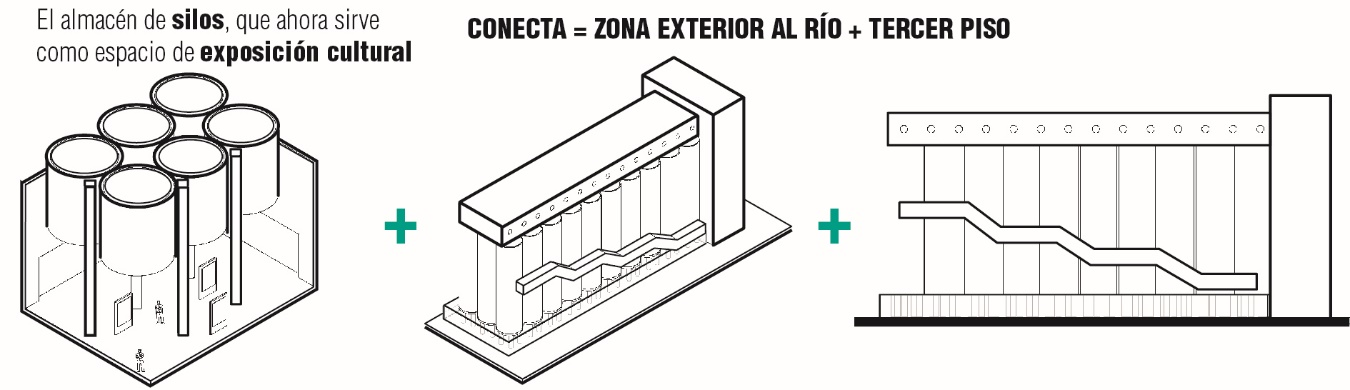 El almacén de silos, que ahora sirve
como espacio de exposición cultural
CONECTA = ZONA EXTERIOR AL RÍO + TERCER PISO
+
+